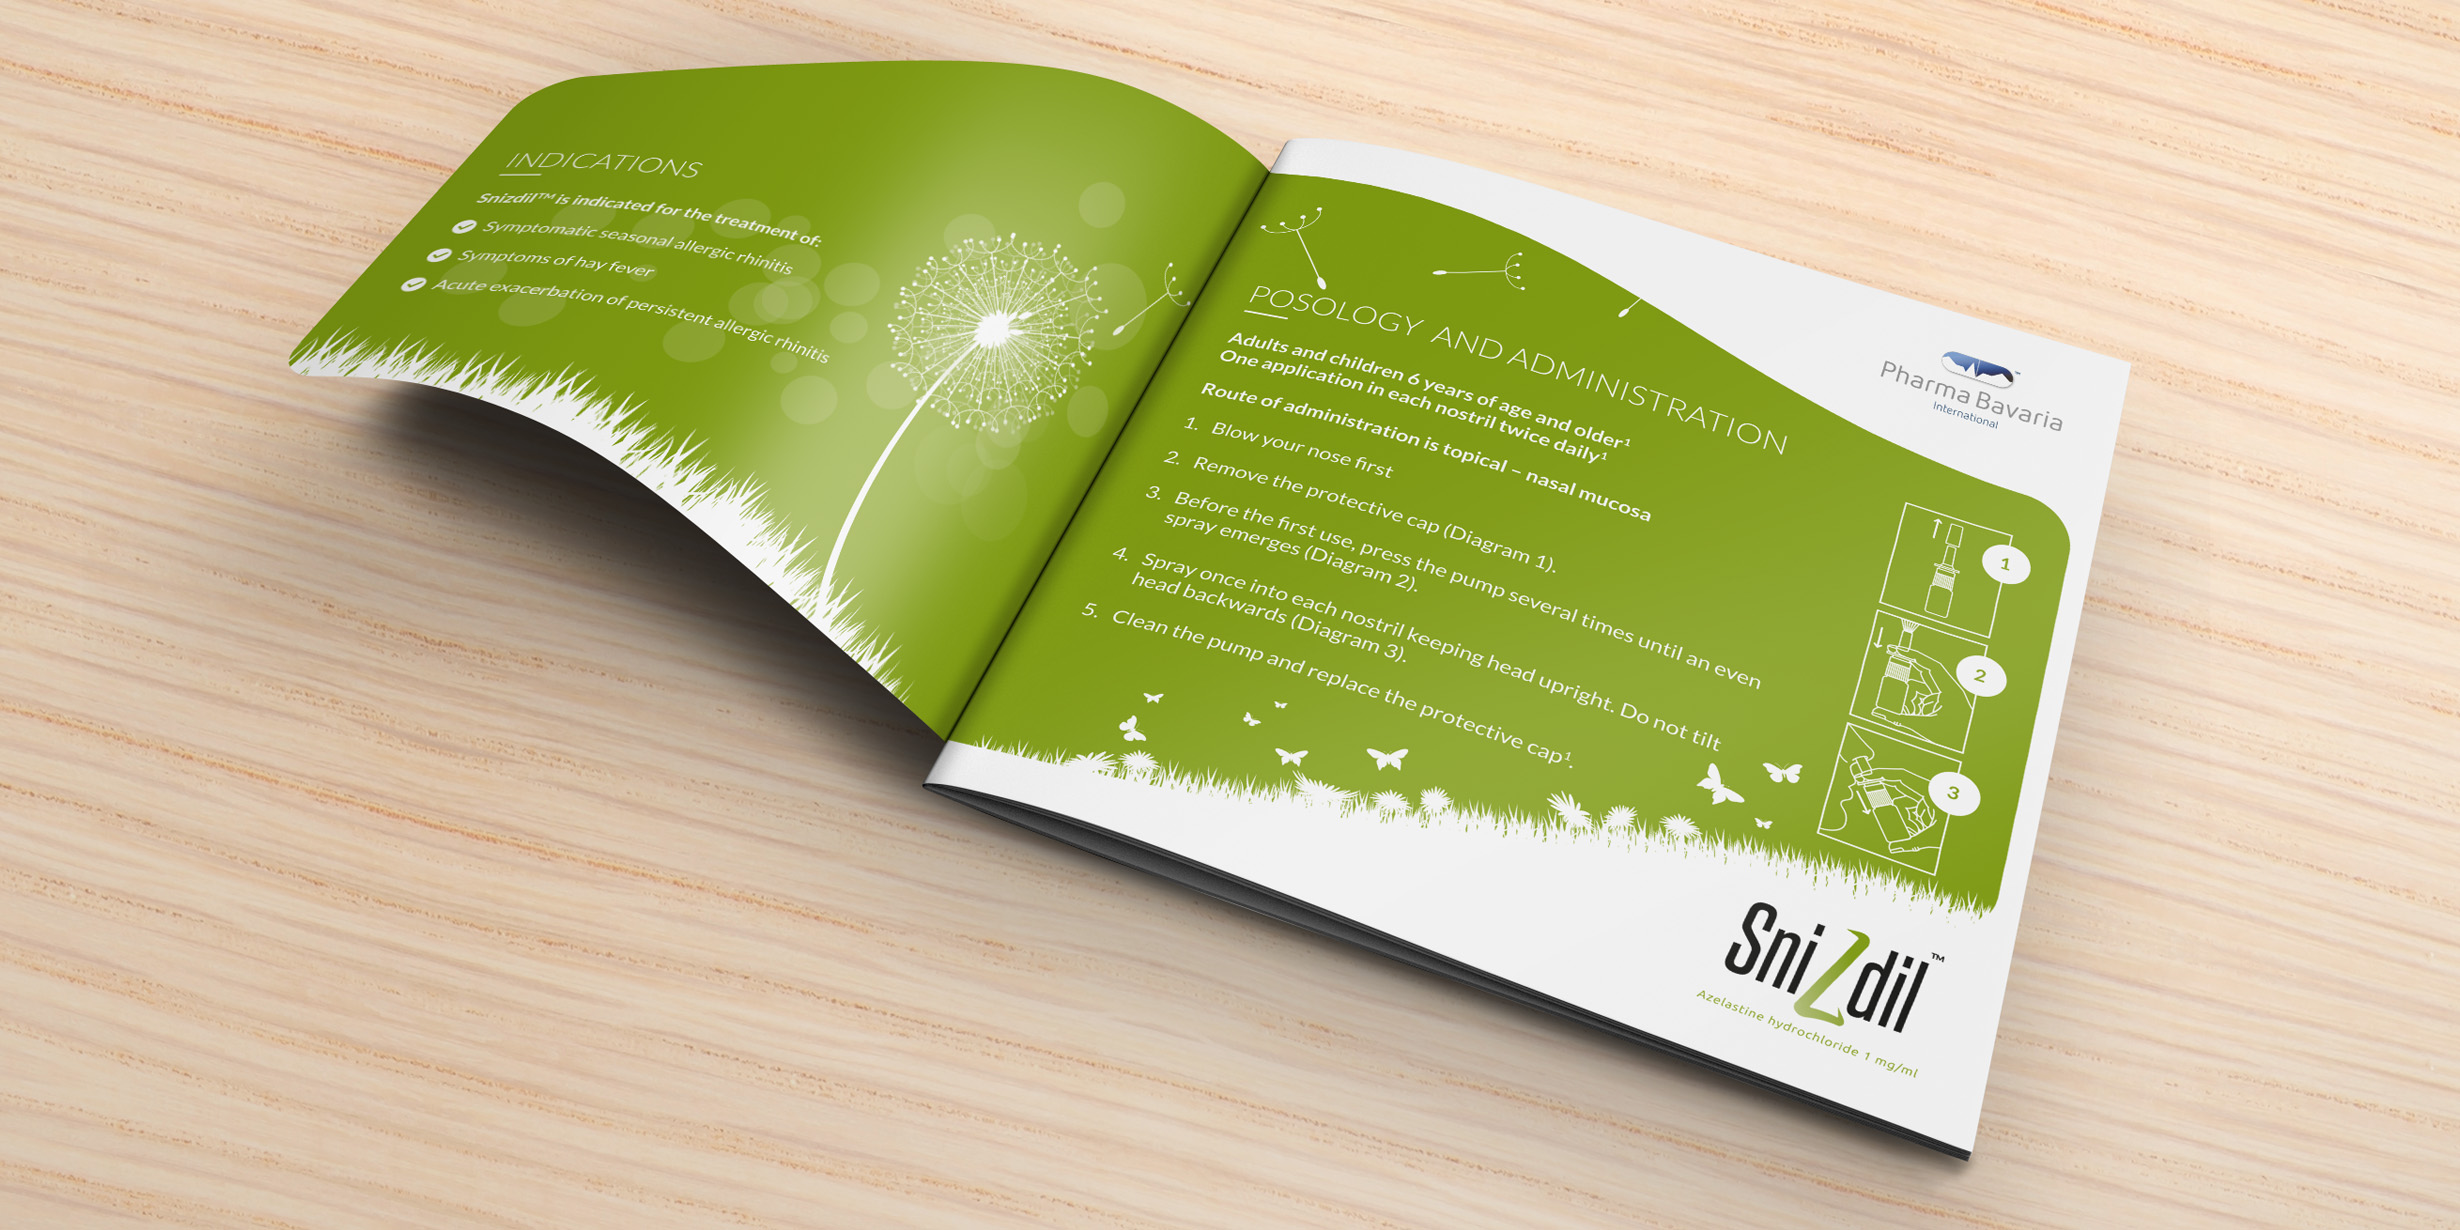 INDICATIONS
Snizdil™ is indicated for the treatment of:
Symptomatic seasonal allergic rhinitis
Symptoms of hay fever
Acute exacerbation of persistent allergic rhinitis
POSOLOGY AND ADMINISTRATION
Adults and children 6 years of age and older¹
One application in each nostril twice daily¹
Route of administration is topical – nasal mucosa
1. Blow your nose first
2. Remove the protective cap (Diagram 1).
3. Before the first use, press the pump several times until an even
spray emerges (Diagram 2).
4. Spray once into each nostril keeping head upright. Do not tilt
head backwards (Diagram 3).
5. Clean the pump and replace the protective cap¹.
Pharma Bavaria
International
1
2
3
SniZdil™
Azelastine hydrochloride 1 mg/ml